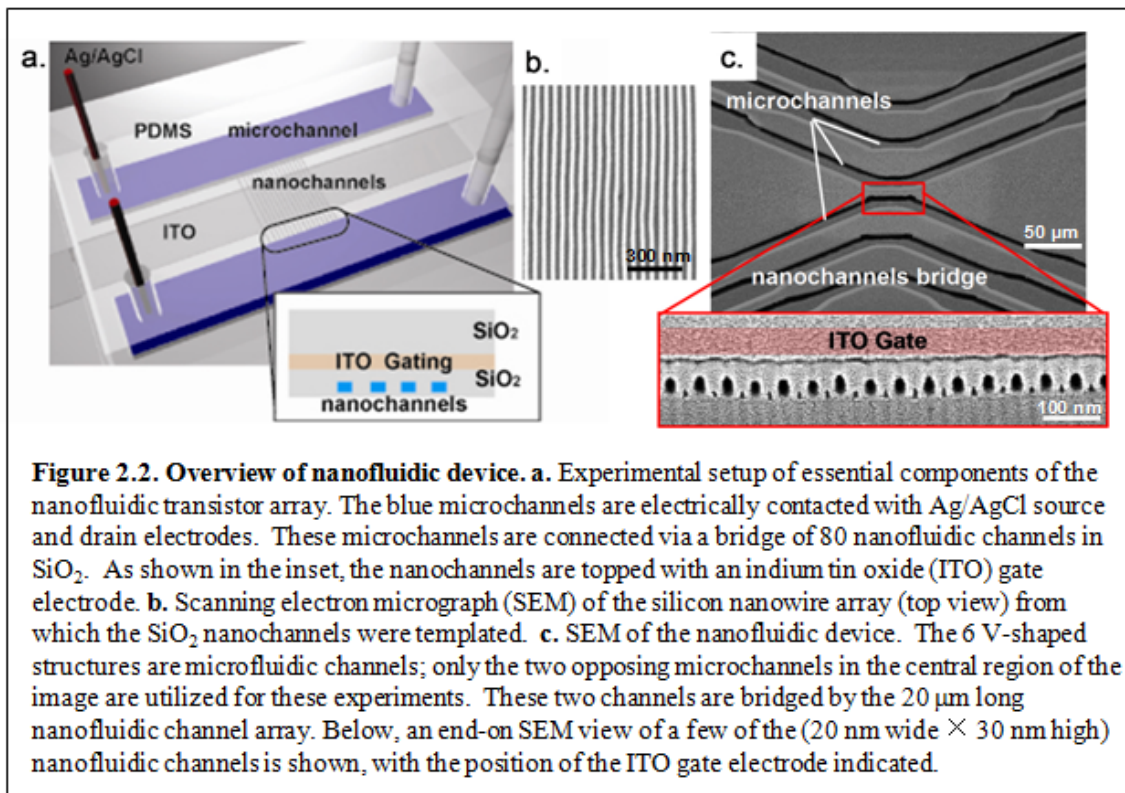 a.
Ag/AgCl
PDMS microchannel
nanochannels
ITO
SiO₂
ITO Gating
SiO₂
nanochannels
b.
300 nm
c.
microchannels
50 µm
nanochannels bridge
ITO Gate
100 nm
Figure 2.2. Overview of nanofluidic device. a. Experimental setup of essential components of the
nanofluidic transistor array. The blue microchannels are electrically contacted with Ag/AgCl source
and drain electrodes.  These microchannels are connected via a bridge of 80 nanofluidic channels in
SiO₂.  As shown in the inset, the nanochannels are topped with an indium tin oxide (ITO) gate
electrode. b. Scanning electron micrograph (SEM) of the silicon nanowire array (top view) from
which the SiO₂ nanochannels were templated.  c. SEM of the nanofluidic device.  The 6 V-shaped
structures are microfluidic channels; only the two opposing microchannels in the central region of the
image are utilized for these experiments.  These two channels are bridged by the 20 µm long
nanofluidic channel array. Below, an end-on SEM view of a few of the (20 nm wide × 30 nm high)
nanofluidic channels is shown, with the position of the ITO gate electrode indicated.